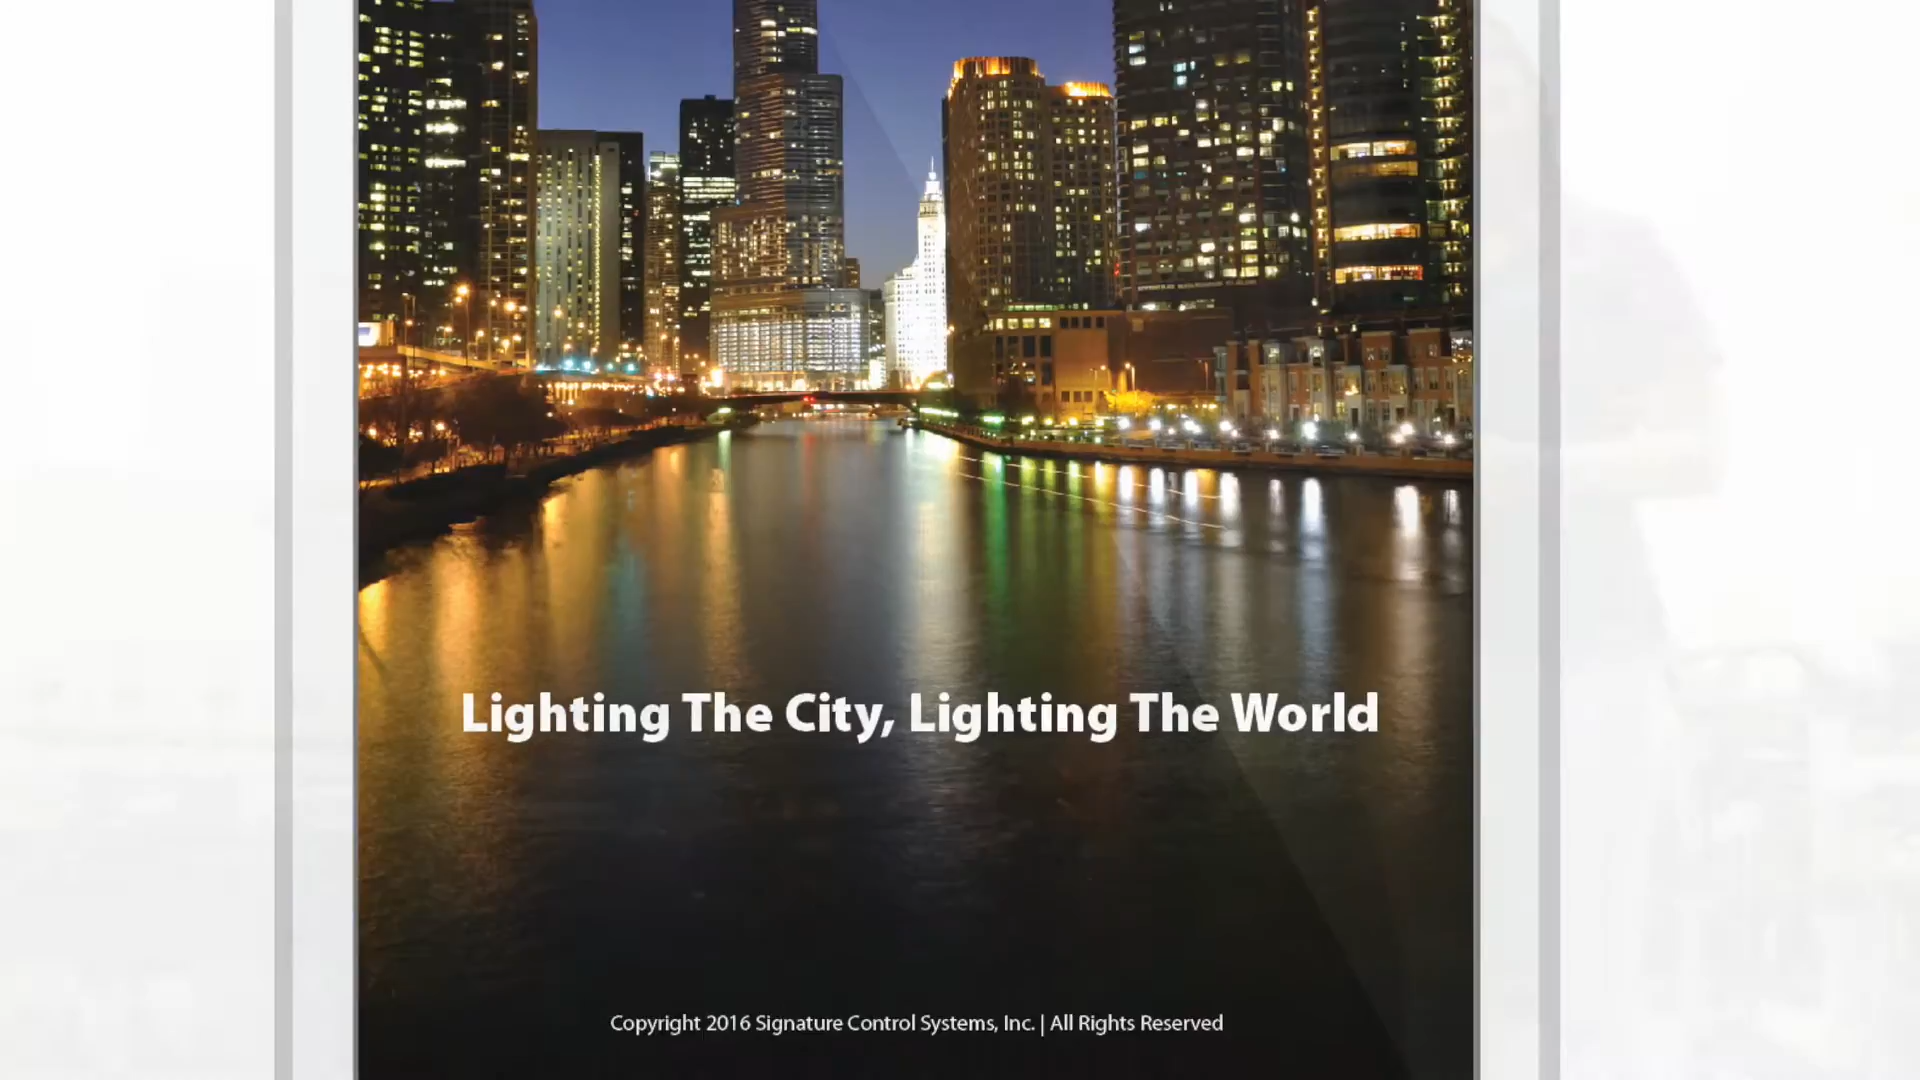 Lighting The City, Lighting The World
Copyright 2016 Signature Control Systems, Inc. | All Rights Reserved